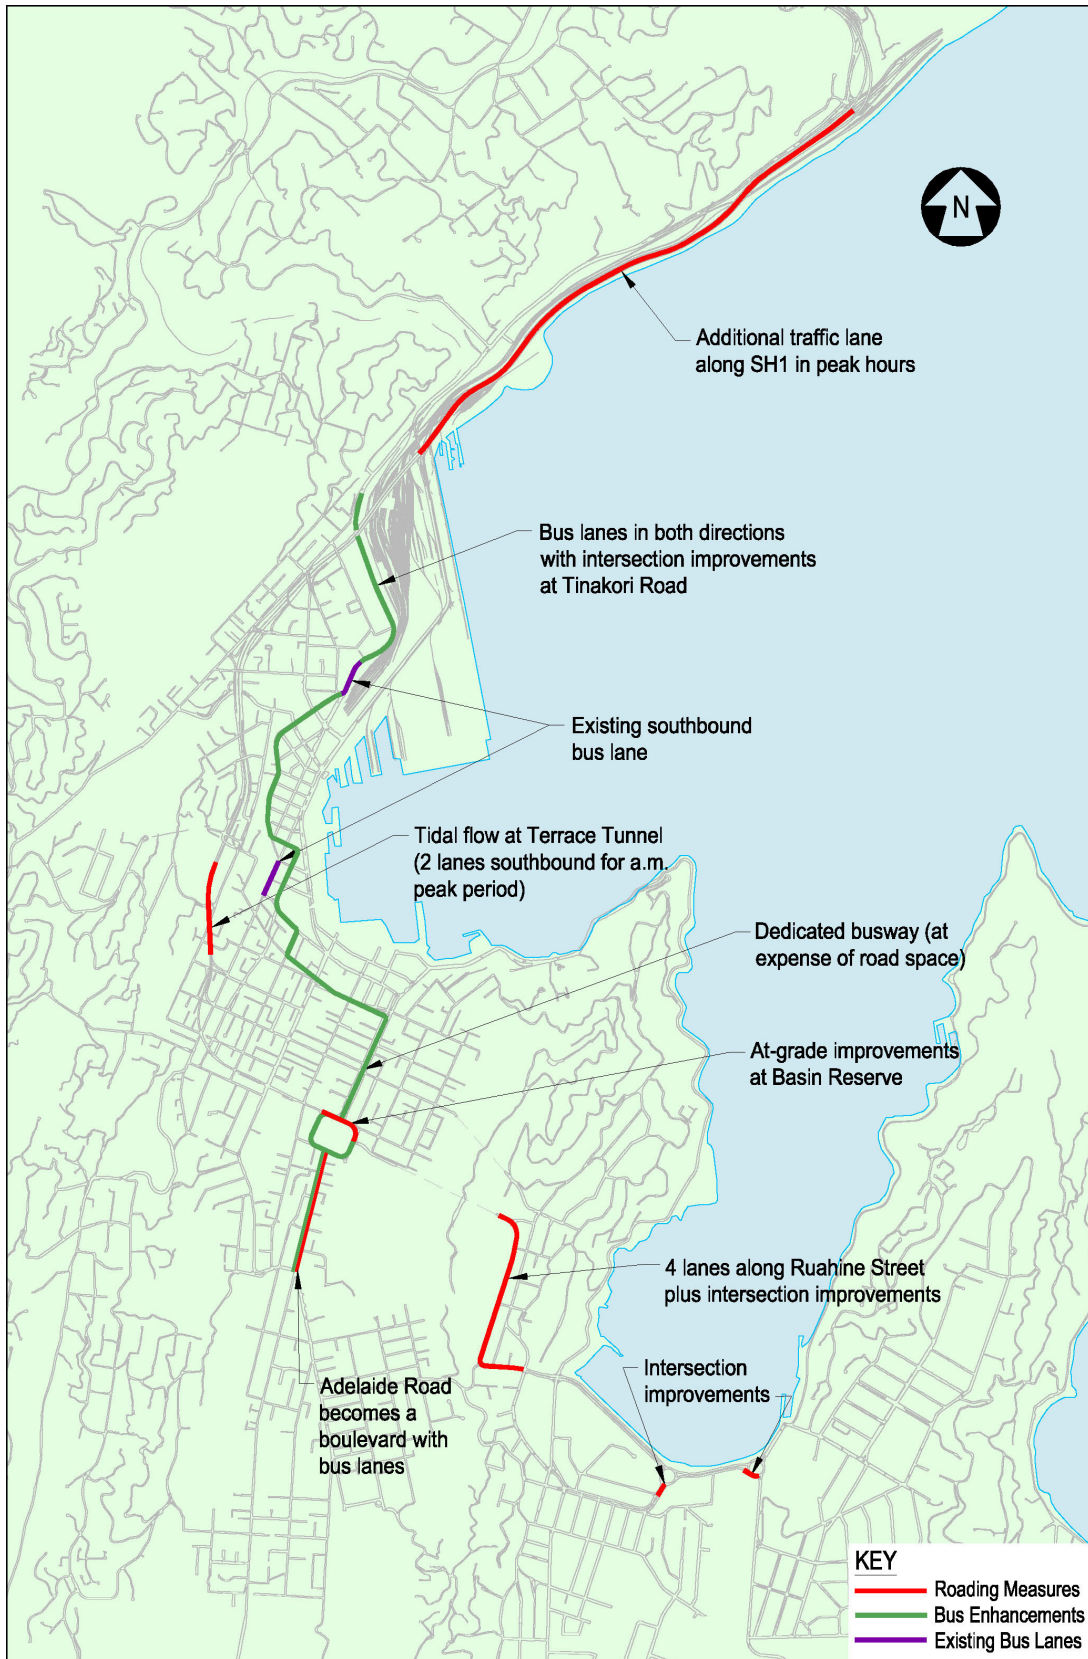 N
Additional traffic lane
along SH1 in peak hours
Bus lanes in both directions
with intersection improvements
at Tinakori Road
Existing southbound
bus lane
Tidal flow at Terrace Tunnel
(2 lanes southbound for a.m.
peak period)
Dedicated busway (at
expense of road space)
At-grade improvements
at Basin Reserve
4 lanes along Ruahine Street
plus intersection improvements
Intersection
improvements
Adelaide Road
becomes a
boulevard with
bus lanes
KEY
Roading Measures
Bus Enhancements
Existing Bus Lanes